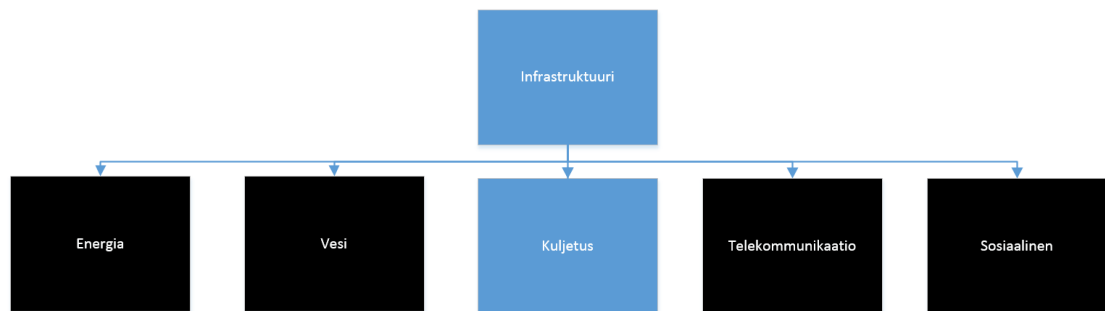 Infrastruktuuri
Energia
Vesi
Kuljetus
Telekommunikaatio
Sosiaalinen